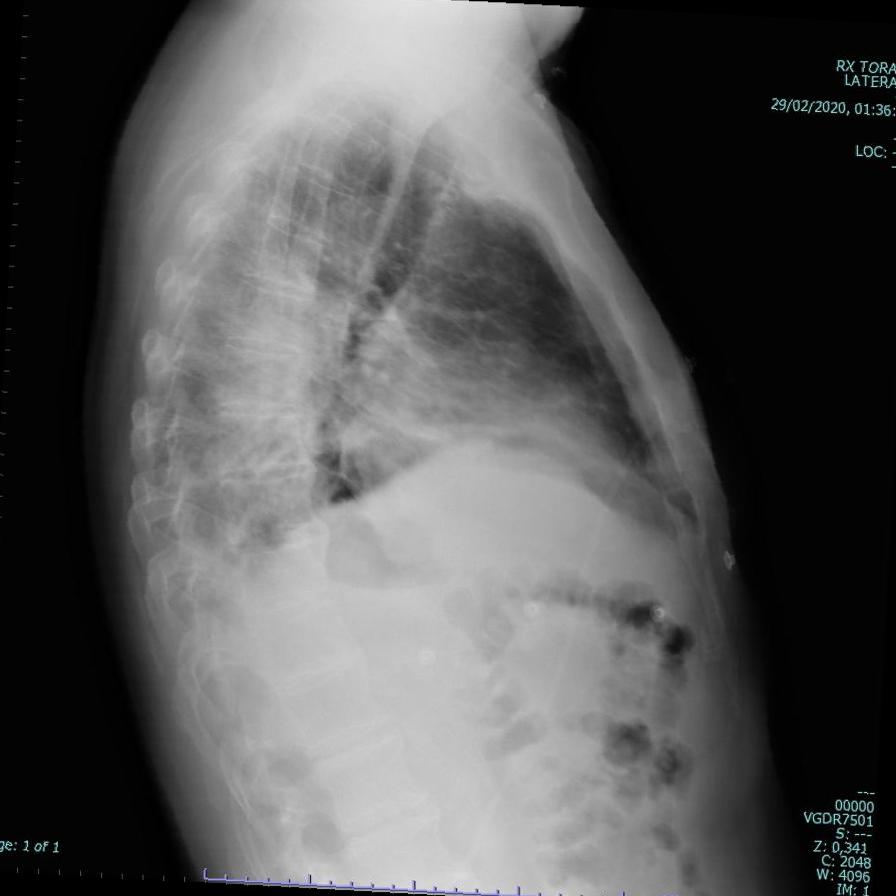 RX TORA
LATERA
29/02/2020, 01:36:
LOC: -
-
ge: 1 of 1
---
00000
VGDR7501
S: ---
Z: 0,341
C: 2048
W: 4096
IM: 1